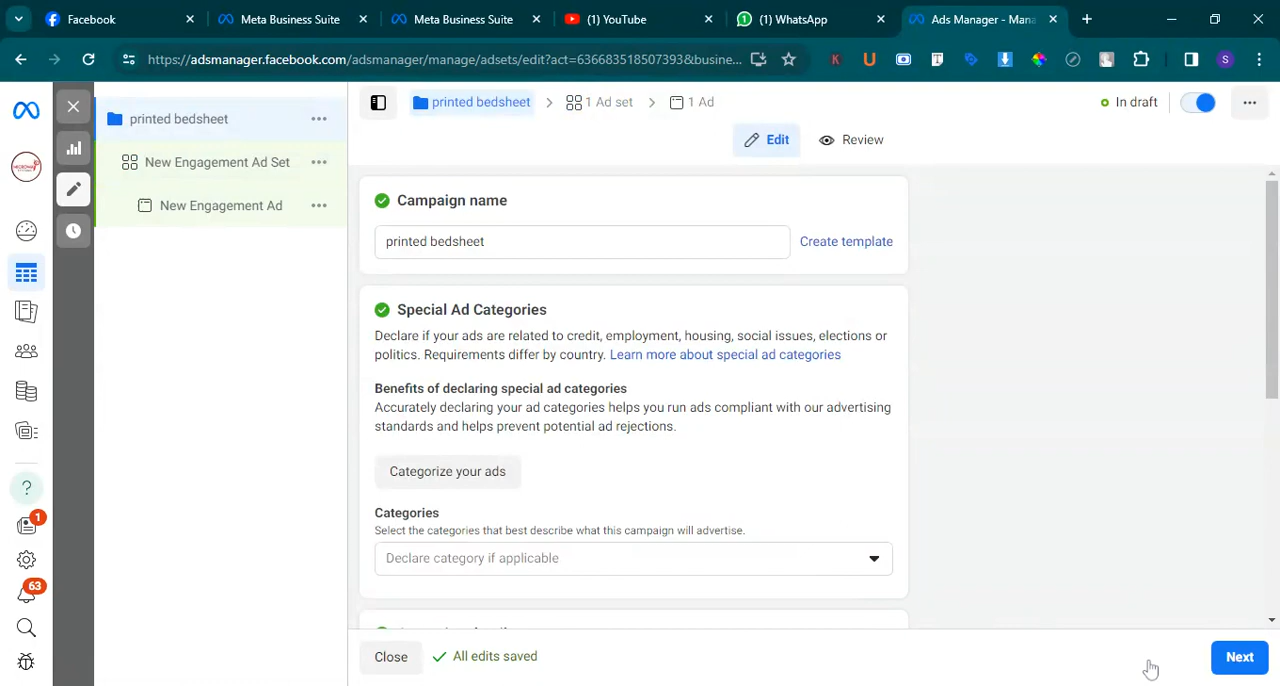 Facebook
Meta Business Suite
Meta Business Suite
(1) YouTube
(1) WhatsApp
Ads Manager - Mana
https://adsmanager.facebook.com/adsmanager/manage/adsets/edit?act=636683518507393&busine...
S
printed bedsheet
New Engagement Ad Set
New Engagement Ad
printed bedsheet
1 Ad set
1 Ad
In draft
Edit
Review
Campaign name
printed bedsheet
Create template
Special Ad Categories
Declare if your ads are related to credit, employment, housing, social issues, elections or
politics. Requirements differ by country. Learn more about special ad categories
Benefits of declaring special ad categories
Accurately declaring your ad categories helps you run ads compliant with our advertising
standards and helps prevent potential ad rejections.
Categorize your ads
Categories
Select the categories that best describe what this campaign will advertise.
Declare category if applicable
1
63
Close
All edits saved
Next